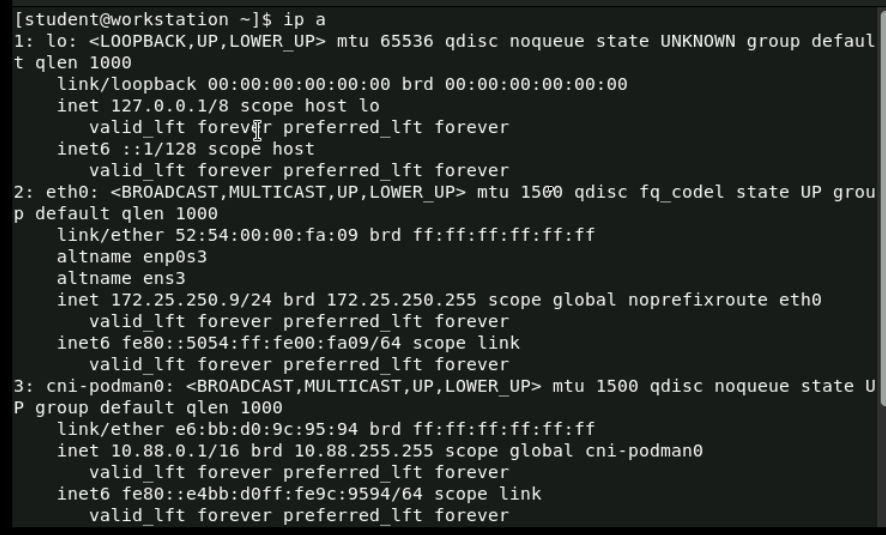 [student@workstation ~]$ ip a
1: lo: <LOOPBACK,UP,LOWER_UP> mtu 65536 qdisc noqueue state UNKNOWN group defaul
t qlen 1000
    link/loopback 00:00:00:00:00:00 brd 00:00:00:00:00:00
    inet 127.0.0.1/8 scope host lo
       valid_lft forever preferred_lft forever
    inet6 ::1/128 scope host
       valid_lft forever preferred_lft forever
2: eth0: <BROADCAST,MULTICAST,UP,LOWER_UP> mtu 1500 qdisc fq_codel state UP grou
p default qlen 1000
    link/ether 52:54:00:00:fa:09 brd ff:ff:ff:ff:ff:ff
    altname enp0s3
    altname ens3
    inet 172.25.250.9/24 brd 172.25.250.255 scope global noprefixroute eth0
       valid_lft forever preferred_lft forever
    inet6 fe80::5054:ff:fe00:fa09/64 scope link
       valid_lft forever preferred_lft forever
3: cni-podman0: <BROADCAST,MULTICAST,UP,LOWER_UP> mtu 1500 qdisc noqueue state U
P group default qlen 1000
    link/ether e6:bb:d0:9c:95:94 brd ff:ff:ff:ff:ff:ff
    inet 10.88.0.1/16 brd 10.88.255.255 scope global cni-podman0
       valid_lft forever preferred_lft forever
    inet6 fe80::e4bb:d0ff:fe9c:9594/64 scope link
       valid_lft forever preferred_lft forever